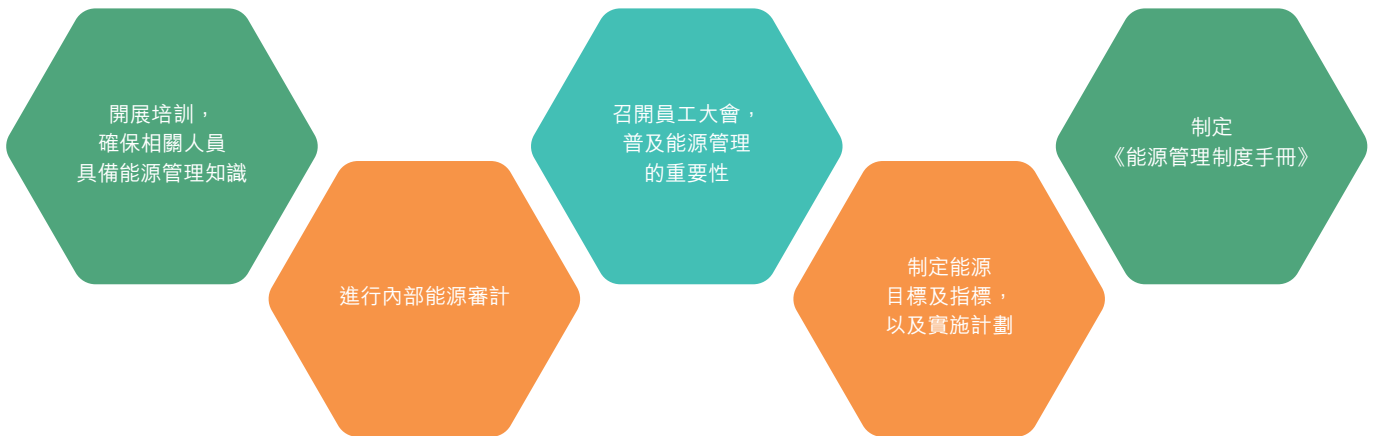 開展培訓，
確保相關人員
具備能源管理知識
進行內部能源審計
召開員工大會，
普及能源管理
的重要性
制定能源
目標及指標，
以及實施計劃
制定
《能源管理制度手冊》